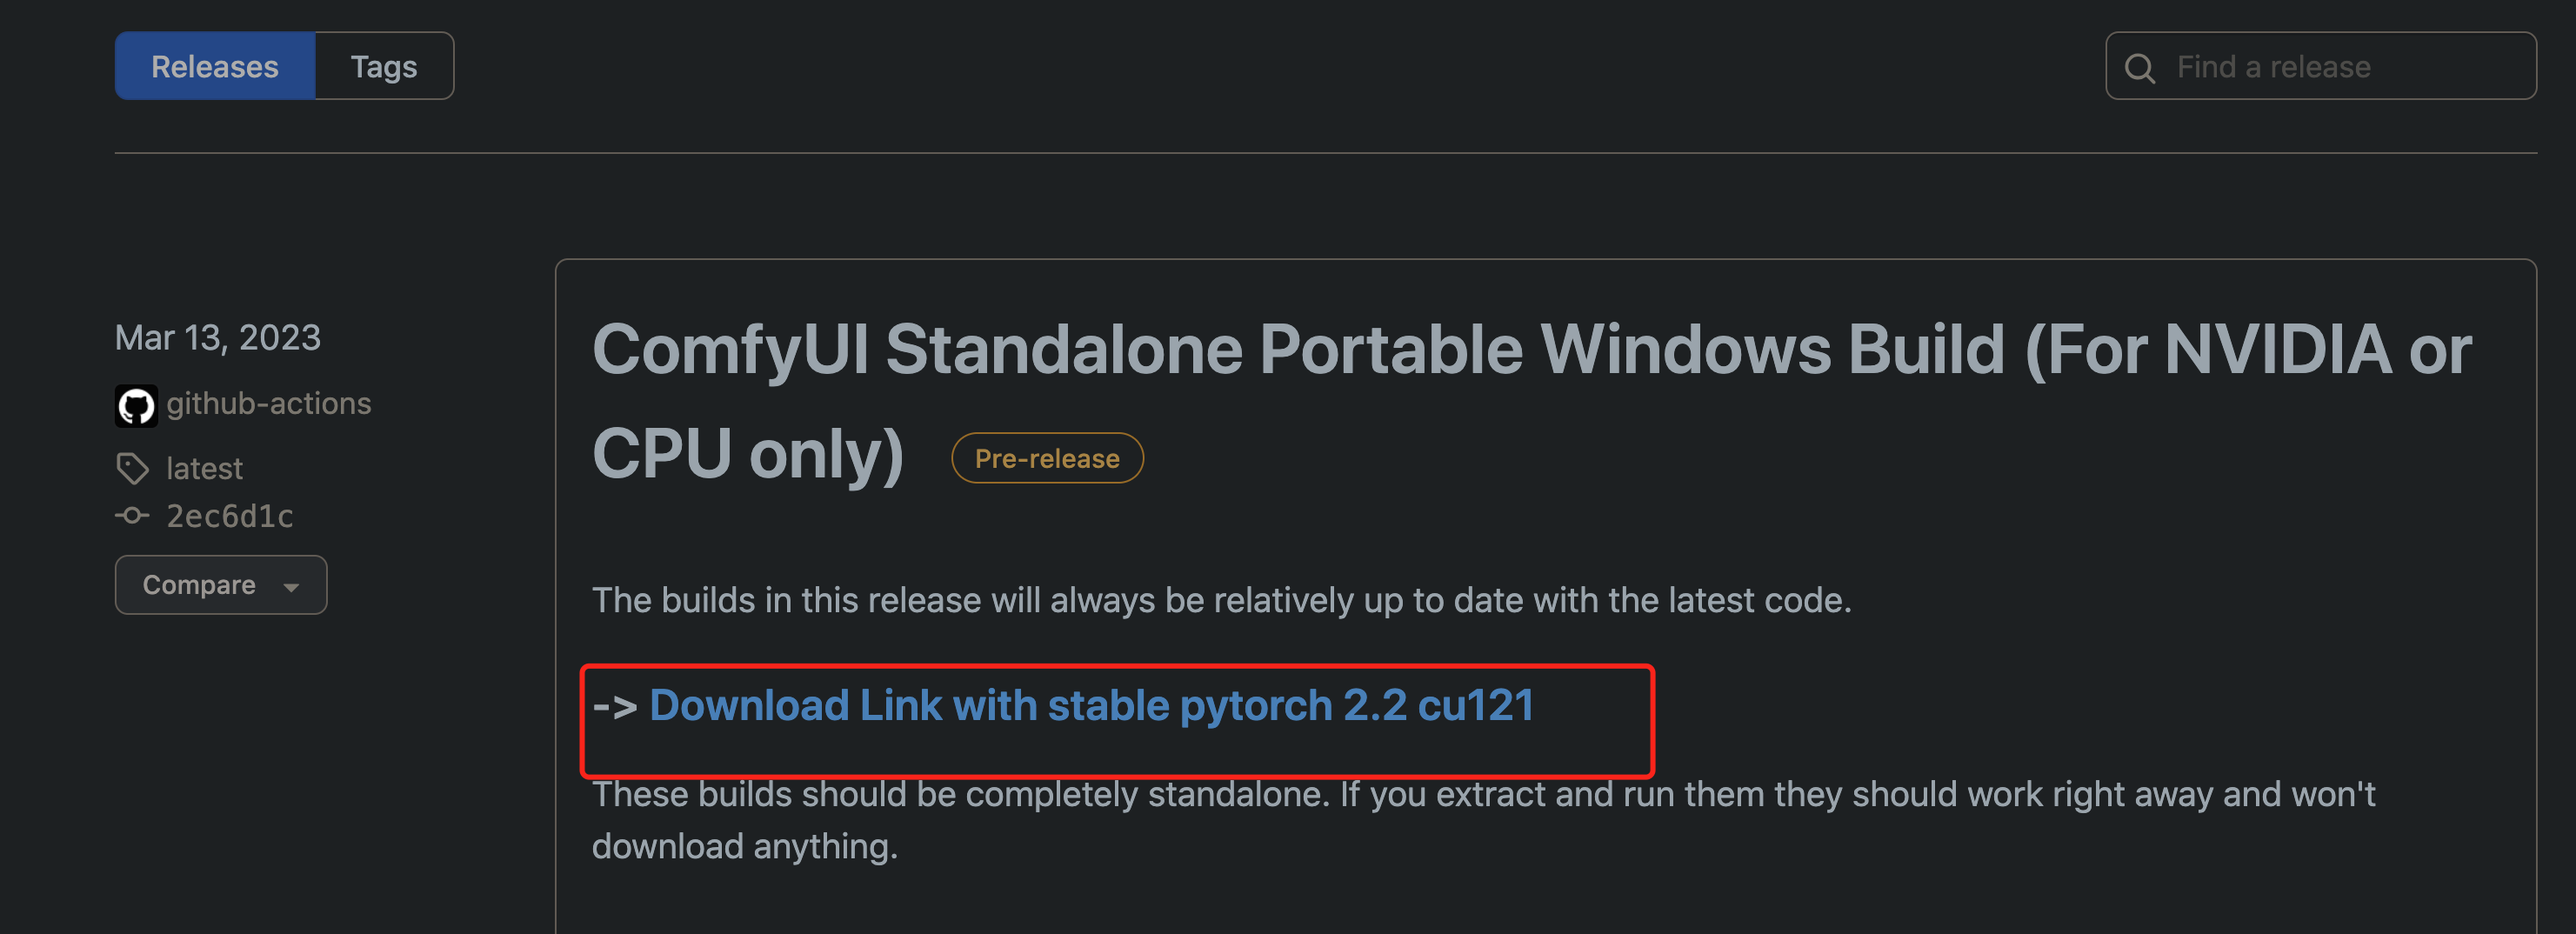 Releases
Tags
Find a release
Mar 13, 2023
github-actions
latest
2ec6d1c
Compare
ComfyUI Standalone Portable Windows Build (For NVIDIA or
CPU only)
Pre-release
The builds in this release will always be relatively up to date with the latest code.
-> Download Link with stable pytorch 2.2 cu121
These builds should be completely standalone. If you extract and run them they should work right away and won't
download anything.